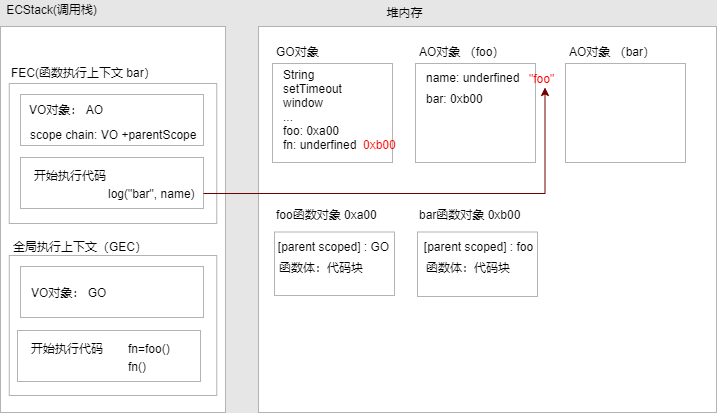 ECStack(调用栈)
FEC(函数执行上下文 bar）
VO对象： AO
scope chain: VO +parentScope
开始执行代码
log("bar", name)
全局执行上下文（GEC）
VO对象： GO
开始执行代码 fn=foo()
fn()
堆内存
GO对象
String
setTimeout
window
...
foo: 0xa00
fn: undefined 0xb00
AO对象 （foo）
name: undefined "foo"
bar: 0xb00
AO对象 （bar）
foo函数对象 0xa00
[parent scoped] : GO
函数体：代码块
bar函数对象 0xb00
[parent scoped] : foo
函数体：代码块